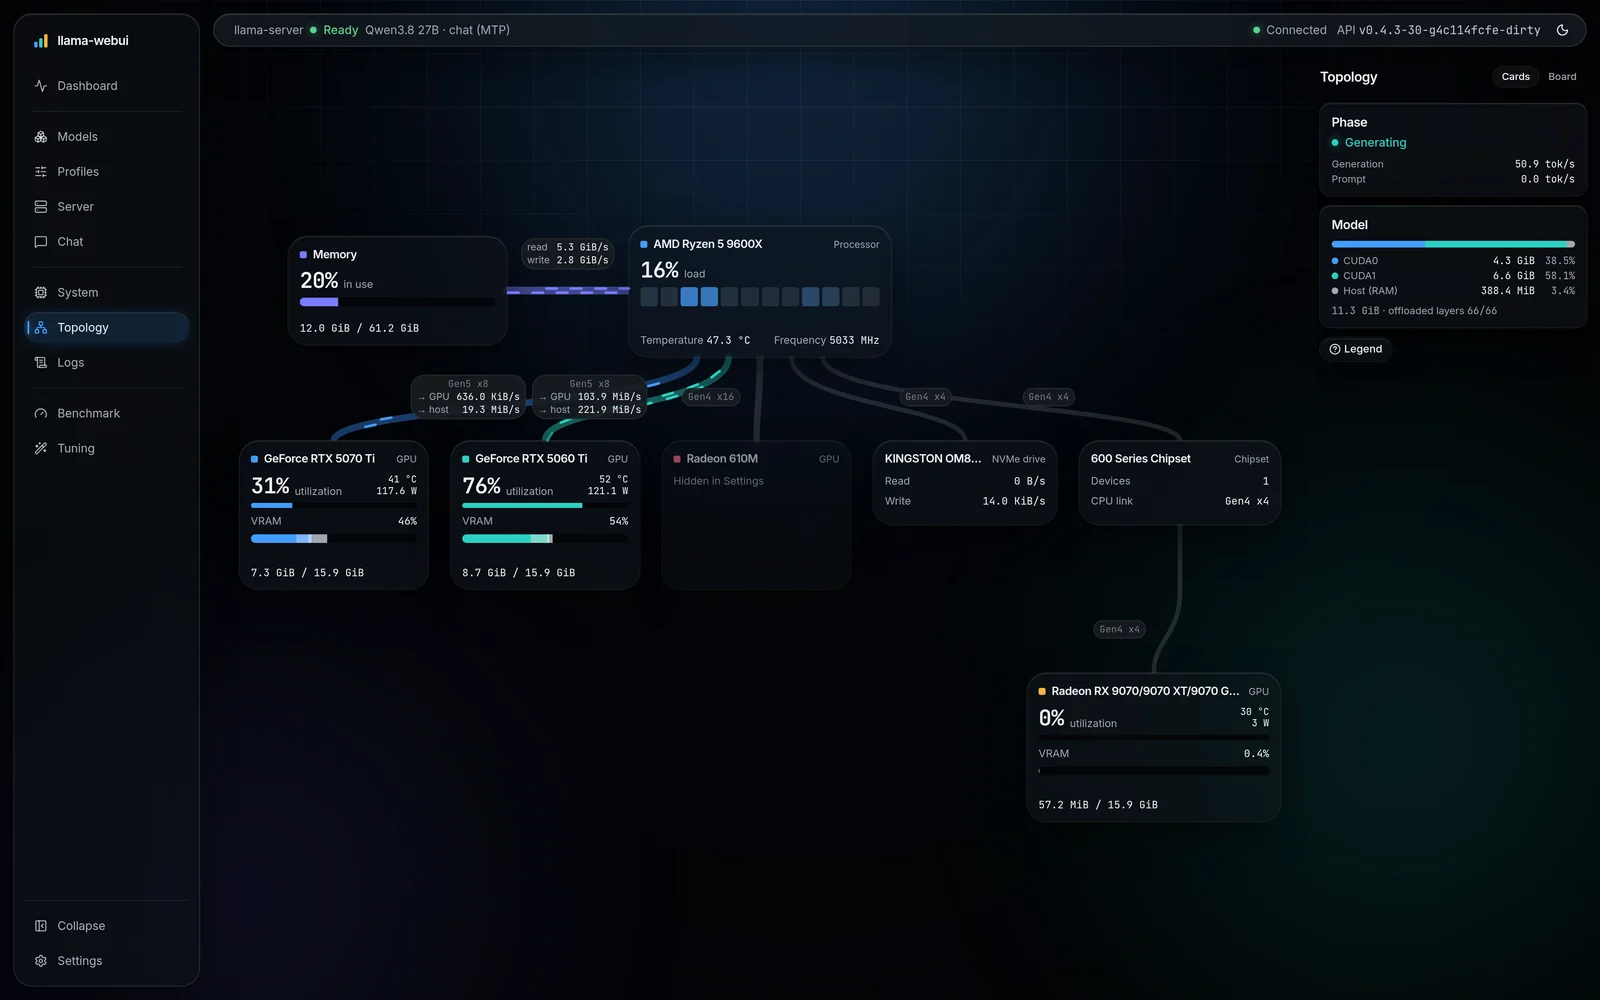 llama-webui
Dashboard
Models
Profiles
Server
Chat
System
Topology
Logs
Benchmark
Tuning
Collapse
Settings
llama-server Ready Qwen3.8 27B · chat (MTP)
Connected API v0.4.3-30-g4c114fcfe-dirty
Topology Cards Board
Phase
Generating
Generation 50.9 tok/s
Prompt 0.0 tok/s
Model
CUDA0 4.3 GiB 38.5%
CUDA1 6.6 GiB 58.1%
Host (RAM) 388.4 MiB 3.4%
11.3 GiB · offloaded layers 66/66
Legend
Memory
20% in use
12.0 GiB / 61.2 GiB
read 5.3 GiB/s
write 2.8 GiB/s
AMD Ryzen 5 9600X Processor
16% load
Temperature 47.3 °C Frequency 5033 MHz
Gen5 x8
→ GPU 636.0 KiB/s
→ host 19.3 MiB/s
Gen5 x8
→ GPU 103.9 MiB/s
→ host 221.9 MiB/s
Gen4 x16
Gen4 x4
Gen4 x4
GeForce RTX 5070 Ti GPU
31% utilization
41 °C
117.6 W
VRAM 46%
7.3 GiB / 15.9 GiB
GeForce RTX 5060 Ti GPU
76% utilization
52 °C
121.1 W
VRAM 54%
8.7 GiB / 15.9 GiB
Radeon 610M GPU
Hidden in Settings
KINGSTON OM8... NVMe drive
Read 0 B/s
Write 14.0 KiB/s
600 Series Chipset Chipset
Devices 1
CPU link Gen4 x4
Gen4 x4
Radeon RX 9070/9070 XT/9070 G... GPU
0% utilization
30 °C
3 W
VRAM 0.4%
57.2 MiB / 15.9 GiB